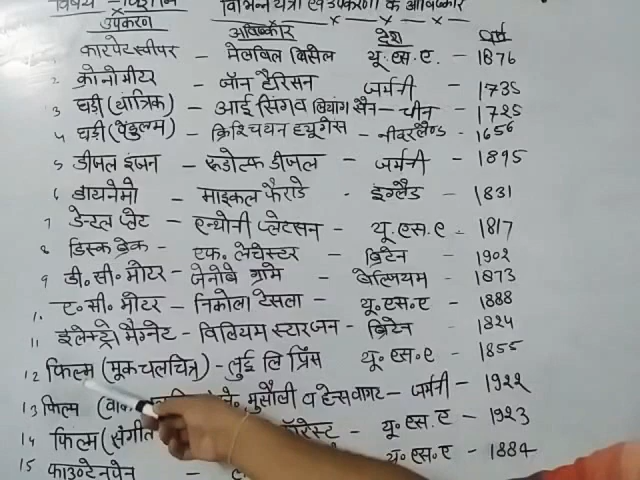 विषय - विज्ञान विभिन्न यंत्रों एवं उपकरणों के आविष्कार
उपकरण आविष्कार देश वर्ष
कारपेट स्वीपर - मेलबिल बिसेल यू. एस. ए. - 1876
2 क्रोनोमीटर - जॉन हैरिसन जर्मनी - 1735
3 घड़ी (यांत्रिक) - आई सिंग व लियांग सैन - चीन - 1725
4 घड़ी (पेंडुलम) - क्रिश्चियन ह्यूगेंस - नीदरलैण्ड - 1656
5 डीजल इंजन - रूडोल्फ डीजल - जर्मनी - 1895
6 डायनेमो - माइकल फैराडे - इंग्लैंड - 1831
7 डेन्टल प्लेट - एन्थोनी प्लेटसन - यू. एस. ए - 1817
8 डिस्क ब्रेक - एफ. लेचेस्टर - ब्रिटेन - 1902
9 डी. सी. मोटर - जेनोबे ग्रामे - बेल्जियम - 1873
1. ए. सी. मोटर - निकोला टेसला - यू. एस. ए - 1888
11 इलेक्ट्रो मैग्नेट - विलियम स्टारजन - ब्रिटेन - 1824
12 फिल्म (मूक चलचित्र) - लुई लि प्रिंस यू. एस. ए - 1855
13 फिल्म मुसौली व हेन्सवागर - जर्मनी - 1922
14 फिल्म (संगीत - यू. एस. ए - 1923
15 फाउन्टेनपेन - यू. एस. ए - 1884